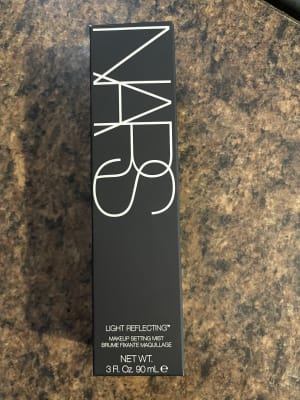 NARS
LIGHT REFLECTING™
MAKEUP SETTING MIST
BRUME FIXANTE MAQUILLAGE
NET WT.
3 Fl. Oz. 90 mL ℮